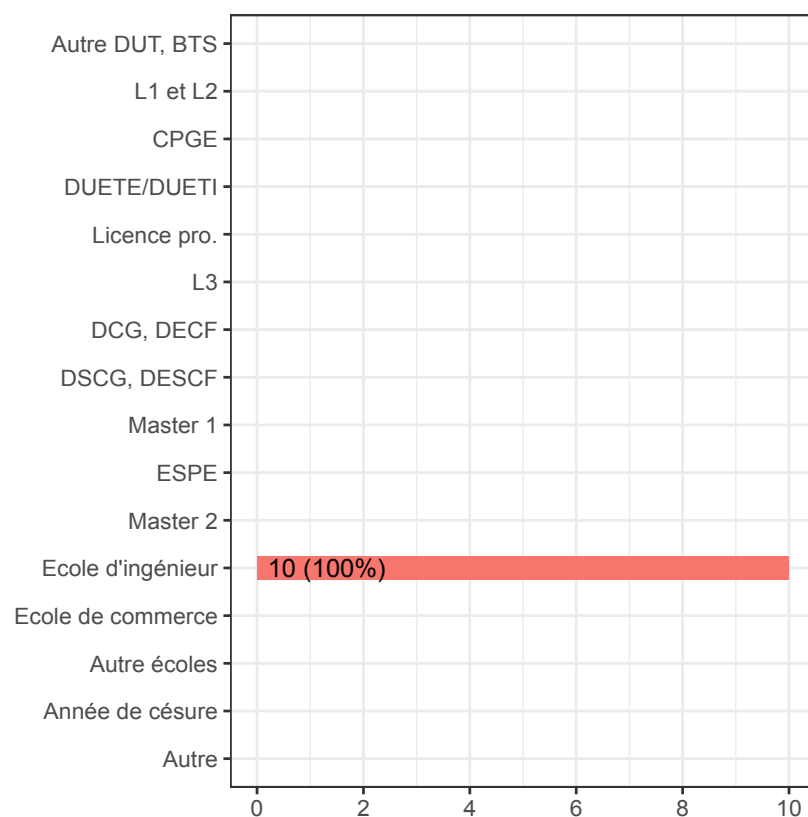 Autre DUT, BTS
L1 et L2
CPGE
DUETE/DUETI
Licence pro.
L3
DCG, DECF
DSCG, DESCF
Master 1
ESPE
Master 2
Ecole d'ingénieur
10 (100%)
Ecole de commerce
Autre écoles
Année de césure
Autre
0 2 4 6 8 10